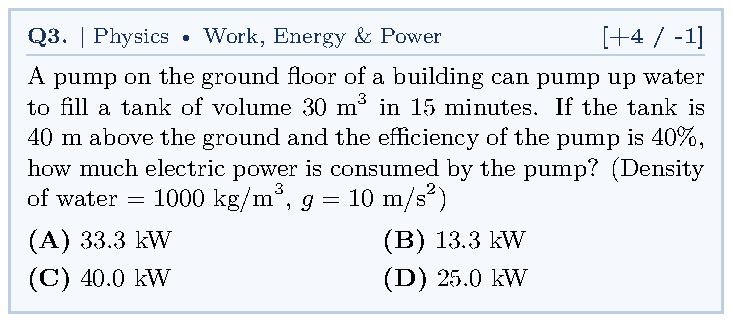 Q3. | Physics • Work, Energy & Power [+4 / -1]
A pump on the ground floor of a building can pump up water
to fill a tank of volume 30 m³ in 15 minutes. If the tank is
40 m above the ground and the efficiency of the pump is 40%,
how much electric power is consumed by the pump? (Density
of water = 1000 kg/m³, g = 10 m/s²)
(A) 33.3 kW (B) 13.3 kW
(C) 40.0 kW (D) 25.0 kW